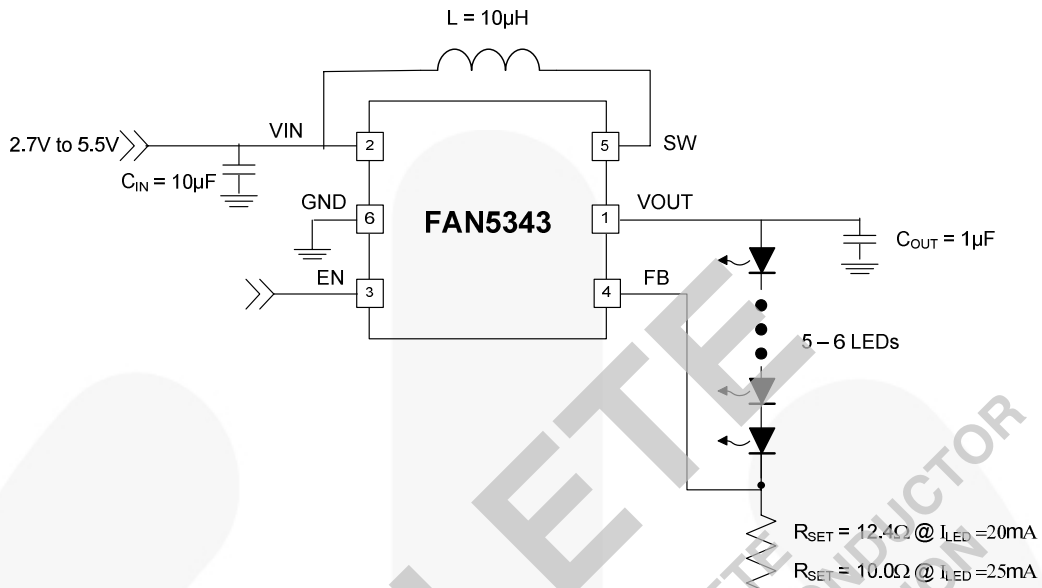 L = 10µH
2.7V to 5.5V
VIN
2
5
SW
C_IN = 10µF
GND
6
FAN5343
1
VOUT
C_OUT = 1µF
EN
3
4
FB
5 – 6 LEDs
R_SET = 12.4Ω @ I_LED =20mA
R_SET = 10.0Ω @ I_LED =25mA